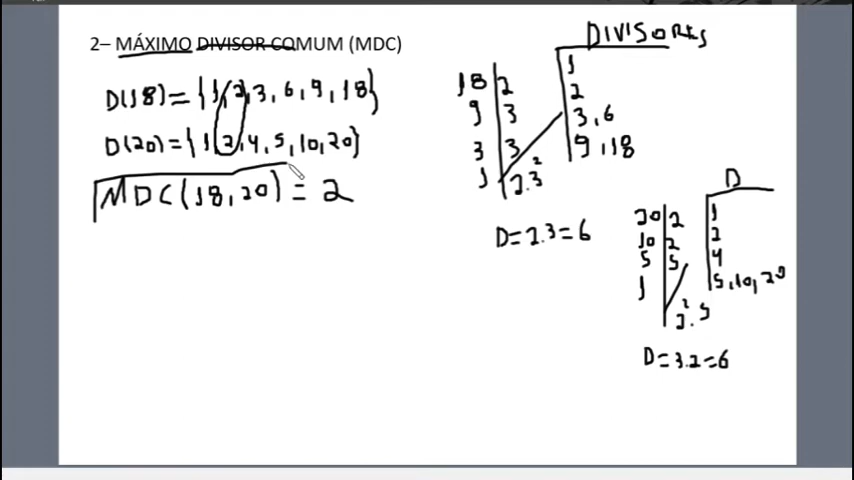 2– MÁXIMO DIVISOR COMUM (MDC)
D(18)={1,2,3,6,9,18}
D(20)={1,2,4,5,10,20}
MDC(18,20)=2
DIVISORES
1
18 2 2
9 3 3,6
3 3 9,18
1 2.3²
D=2.3=6
D
20 2 1
10 2 2
5 5 4
1 5,10,20
2².5
D=3.2=6